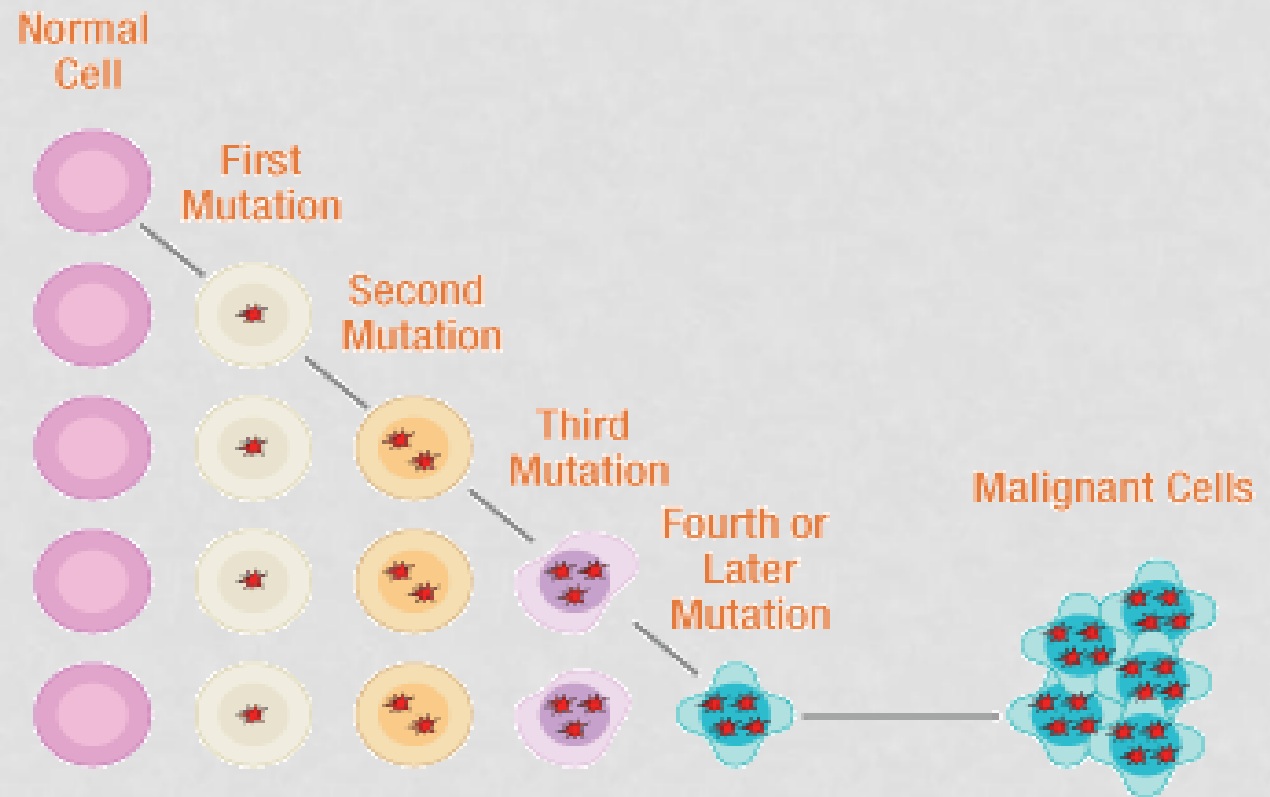 Normal
Cell
First
Mutation
Second
Mutation
Third
Mutation
Fourth or
Later
Mutation
Malignant Cells